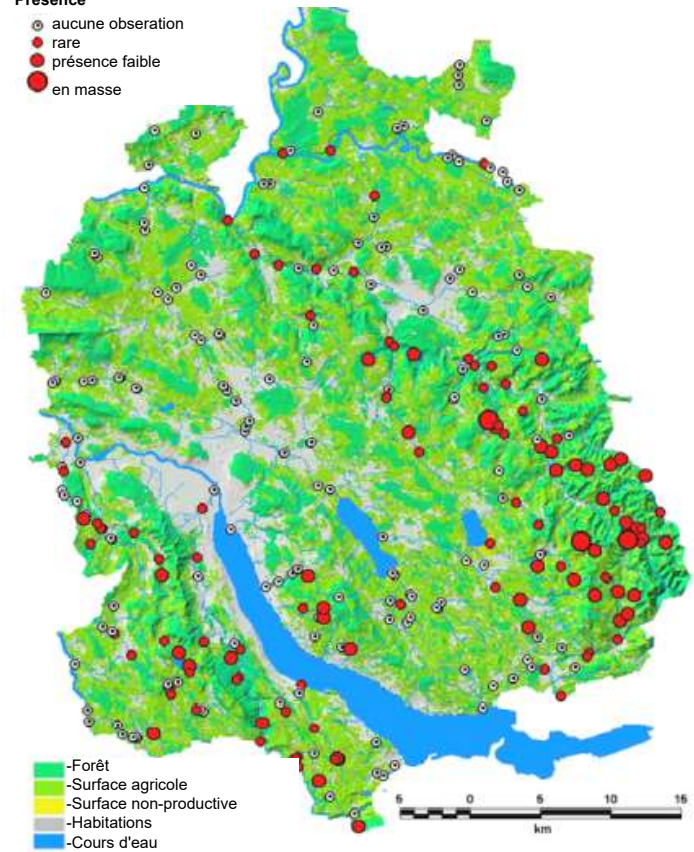 Présence
aucune obseration
rare
présence faible
en masse
-Forêt
-Surface agricole
-Surface non-productive
-Habitations
-Cours d'eau
5 0 5 10 15
km